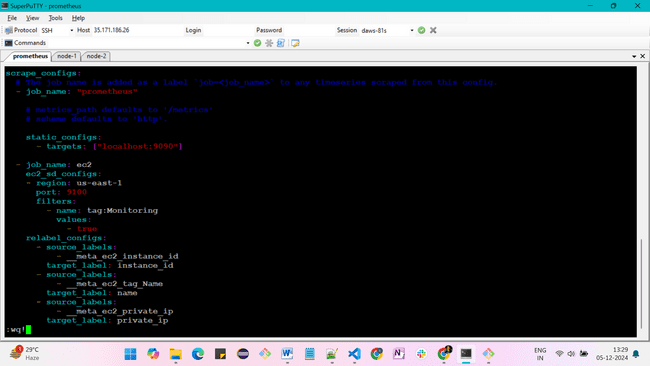 SuperPuTTY - prometheus
File View Tools Help
Protocol SSH Host 35.171.186.26 Login Password Session daws-81s
Commands
prometheus node-1 node-2
scrape_configs:
# The job name is added as a label `job=<job_name>` to any timeseries scraped from this config.
- job_name: "prometheus"
# metrics_path defaults to '/metrics'
# scheme defaults to 'http'.
static_configs:
- targets: ["localhost:9090"]
- job_name: ec2
ec2_sd_configs:
- region: us-east-1
port: 9100
filters:
- name: tag:Monitoring
values:
- true
relabel_configs:
- source_labels:
- __meta_ec2_instance_id
target_label: instance_id
- source_labels:
- __meta_ec2_tag_Name
target_label: name
- source_labels:
- __meta_ec2_private_ip
target_label: private_ip
:wq!
29°C
Haze
ENG
IN
13:29
05-12-2024